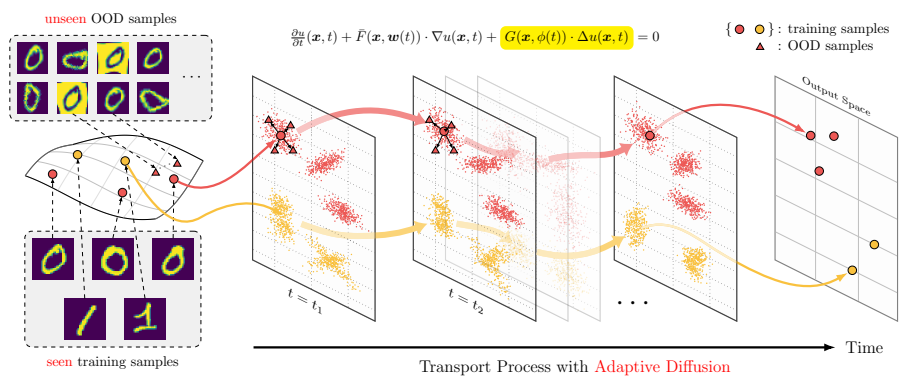 unseen OOD samples
∂u/∂t (x, t) + F̄(x, w(t)) · ∇u(x, t) + G(x, ϕ(t)) · Δu(x, t) = 0
{ } : training samples
: OOD samples
· · ·
Output Space
t = t₁
t = t₂
· · ·
seen training samples
Time
Transport Process with Adaptive Diffusion